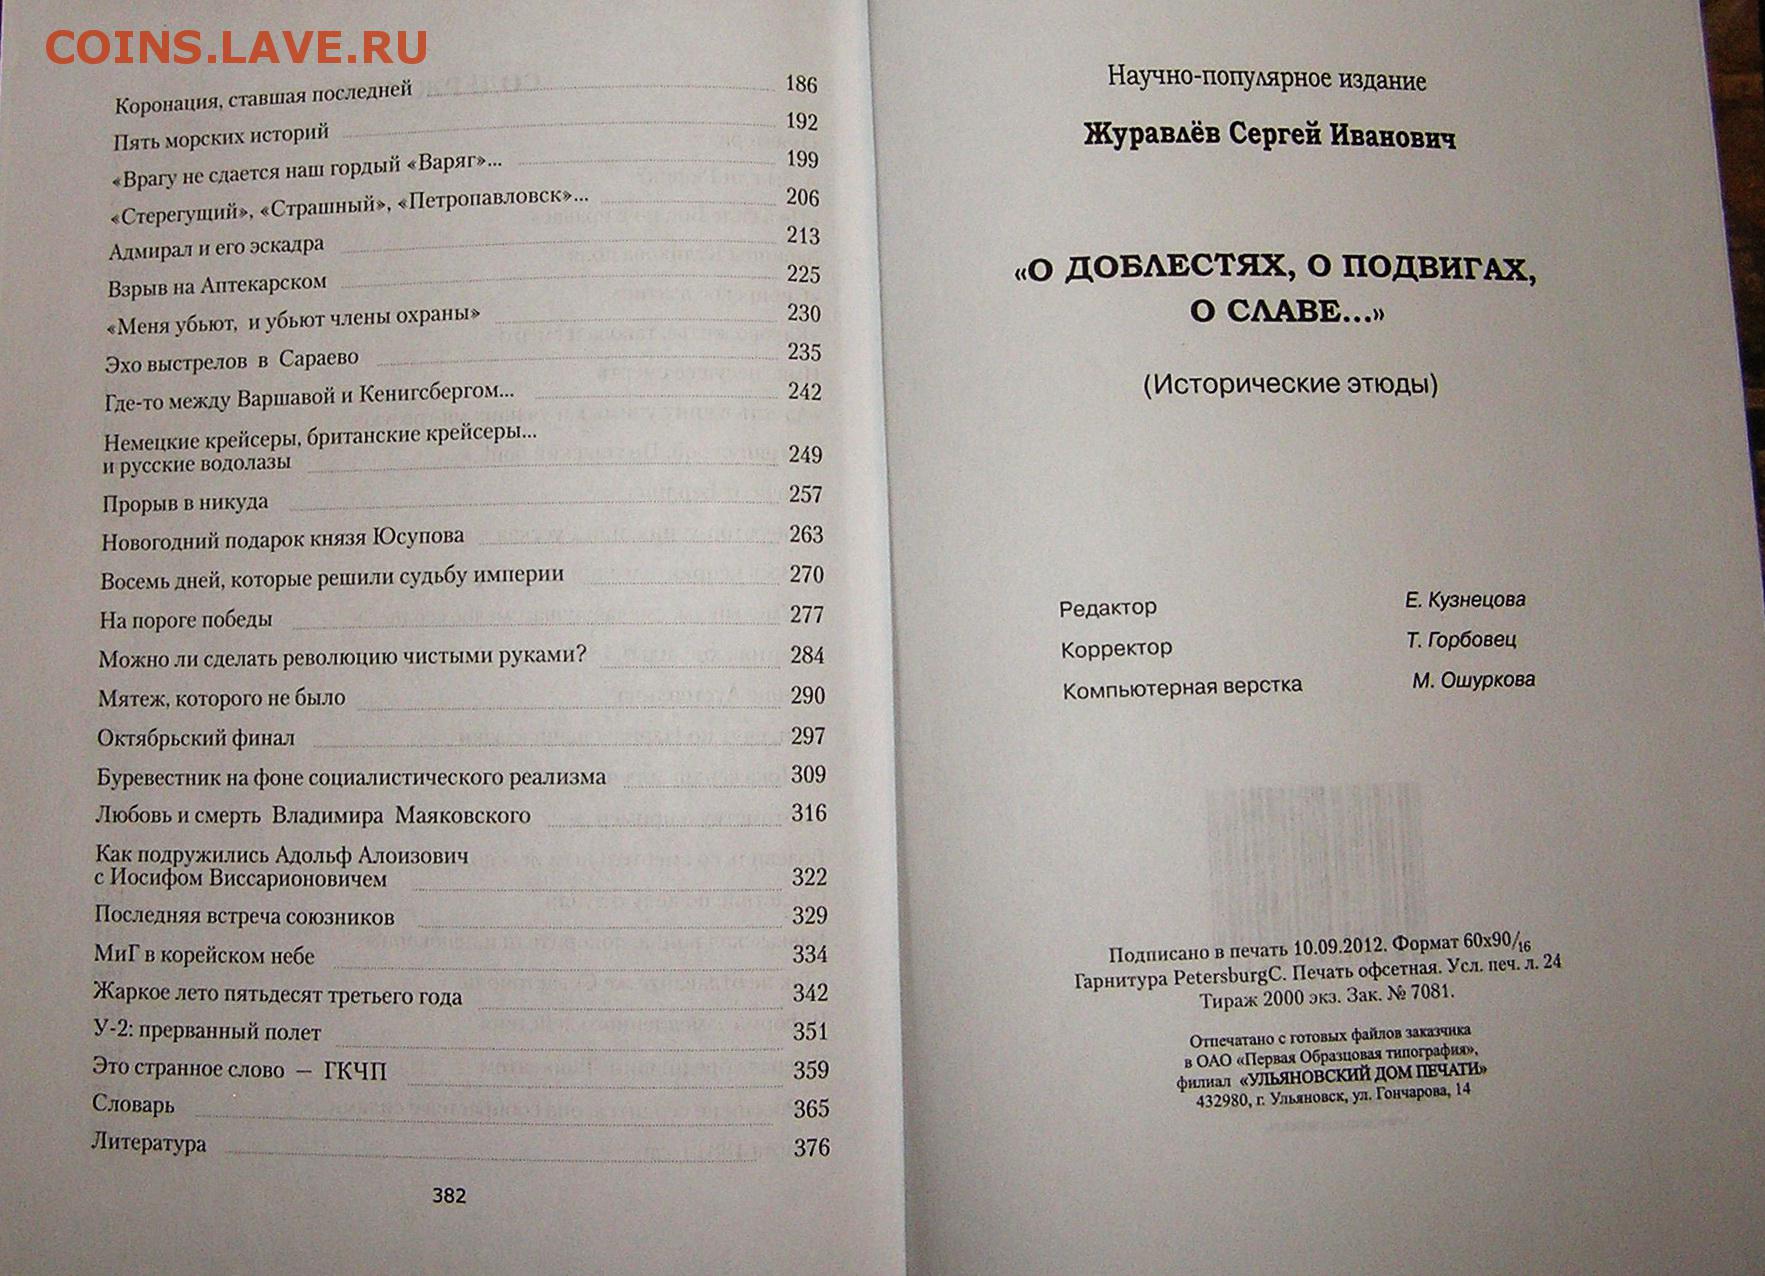 COINS.LAVE.RU
Коронация, ставшая последней 186
Пять морских историй 192
«Врагу не сдается наш гордый «Варяг»... 199
«Стерегущий», «Страшный», «Петропавловск»... 206
Адмирал и его эскадра 213
Взрыв на Аптекарском 225
«Меня убьют, и убьют члены охраны» 230
Эхо выстрелов в Сараево 235
Где-то между Варшавой и Кенигсбергом... 242
Немецкие крейсеры, британские крейсеры...
и русские водолазы 249
Прорыв в никуда 257
Новогодний подарок князя Юсупова 263
Восемь дней, которые решили судьбу империи 270
На пороге победы 277
Можно ли сделать революцию чистыми руками? 284
Мятеж, которого не было 290
Октябрьский финал 297
Буревестник на фоне социалистического реализма 309
Любовь и смерть Владимира Маяковского 316
Как подружились Адольф Алоизович
с Иосифом Виссарионовичем 322
Последняя встреча союзников 329
МиГ в корейском небе 334
Жаркое лето пятьдесят третьего года 342
У-2: прерванный полет 351
Это странное слово — ГКЧП 359
Словарь 365
Литература 376
382
Научно-популярное издание
Журавлёв Сергей Иванович
«О ДОБЛЕСТЯХ, О ПОДВИГАХ,
О СЛАВЕ...»
(Исторические этюды)
Редактор Е. Кузнецова
Корректор Т. Горбовец
Компьютерная верстка М. Ошуркова
Подписано в печать 10.09.2012. Формат 60х90/16
Гарнитура PetersburgC. Печать офсетная. Усл. печ. л. 24
Тираж 2000 экз. Зак. № 7081.
Отпечатано с готовых файлов заказчика
в ОАО «Первая Образцовая типография»,
филиал «УЛЬЯНОВСКИЙ ДОМ ПЕЧАТИ»
432980, г. Ульяновск, ул. Гончарова, 14